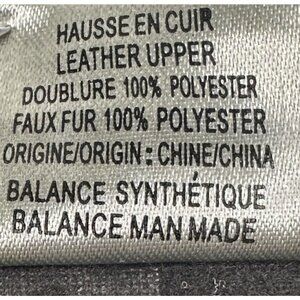 HAUSSE EN CUIR
LEATHER UPPER
DOUBLURE 100% POLYESTER
FAUX FUR 100% POLYESTER
ORIGINE/ORIGIN: CHINE/CHINA
BALANCE SYNTHÉTIQUE
BALANCE MAN MADE